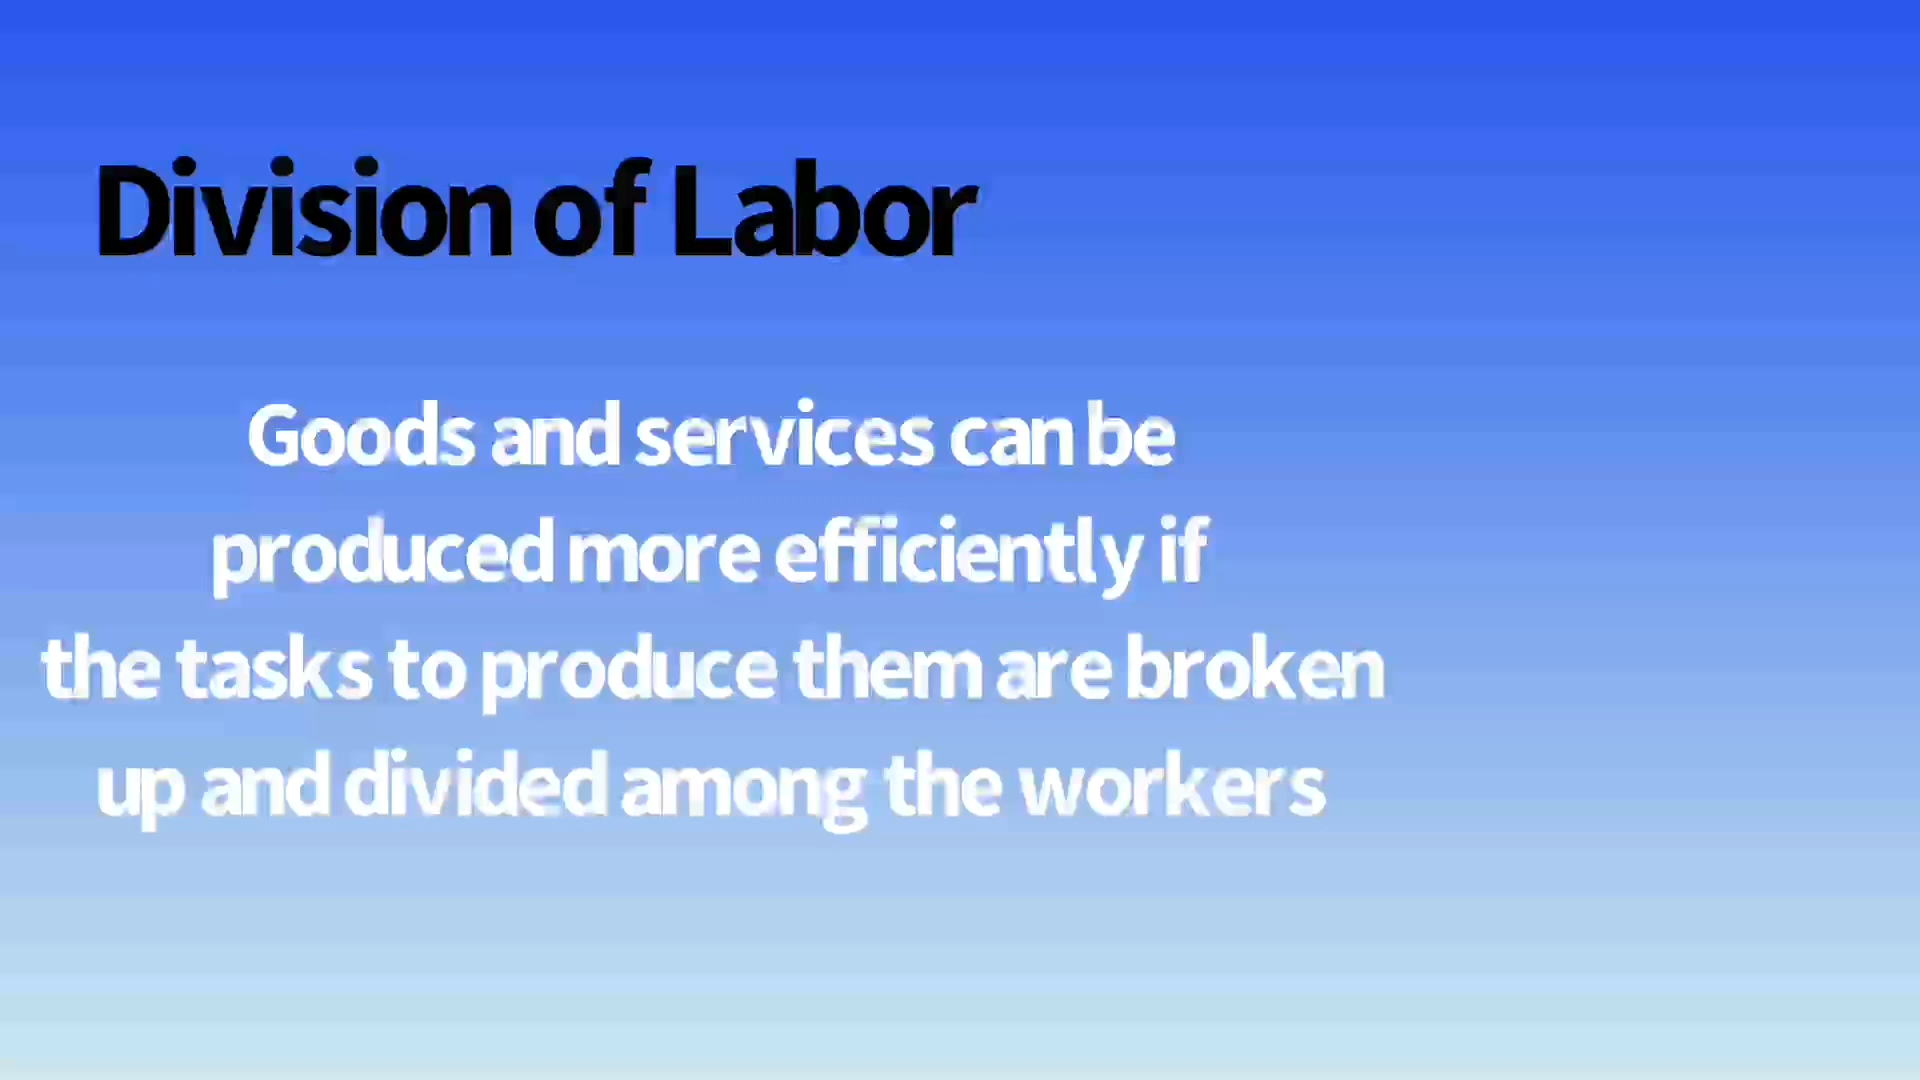 Division of Labor
Goods and services can be
produced more efficiently if
the tasks to produce them are broken
up and divided among the workers